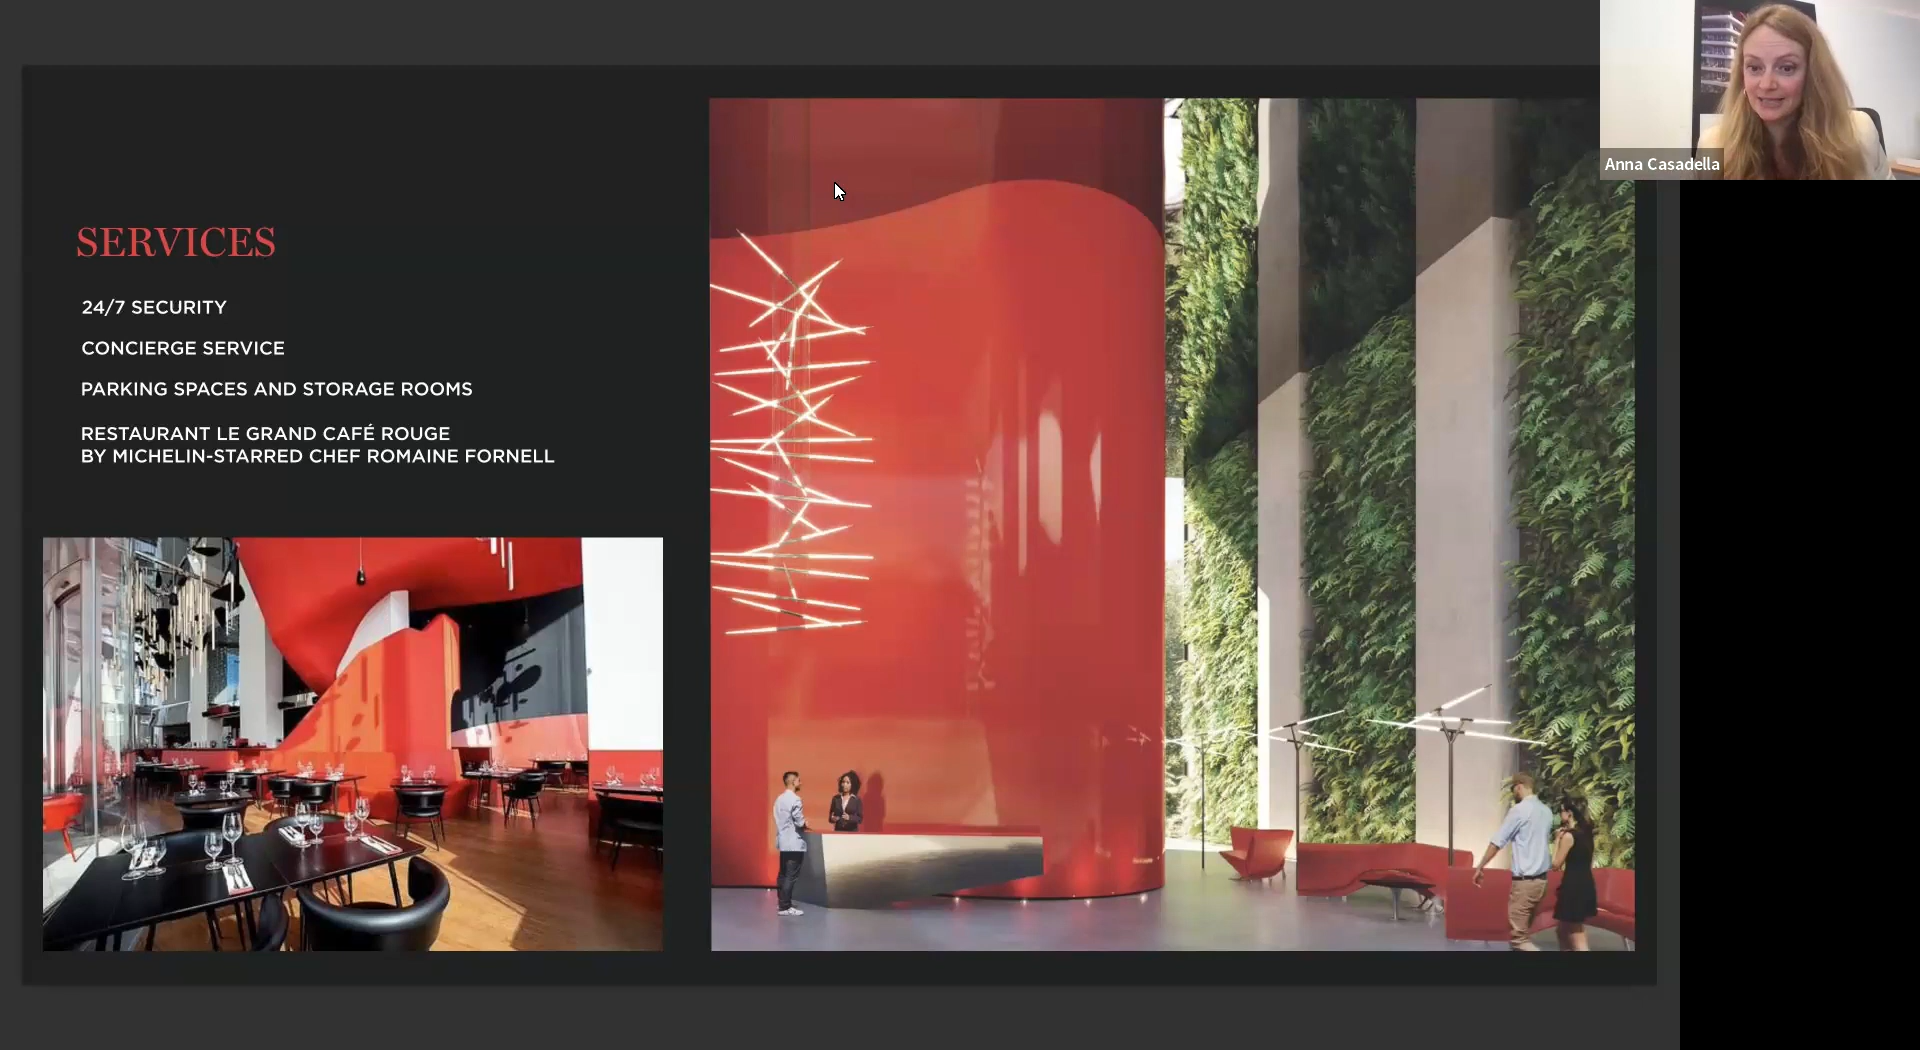 SERVICES
24/7 SECURITY
CONCIERGE SERVICE
PARKING SPACES AND STORAGE ROOMS
RESTAURANT LE GRAND CAFÉ ROUGE
BY MICHELIN-STARRED CHEF ROMAINE FORNELL
Anna Casadella